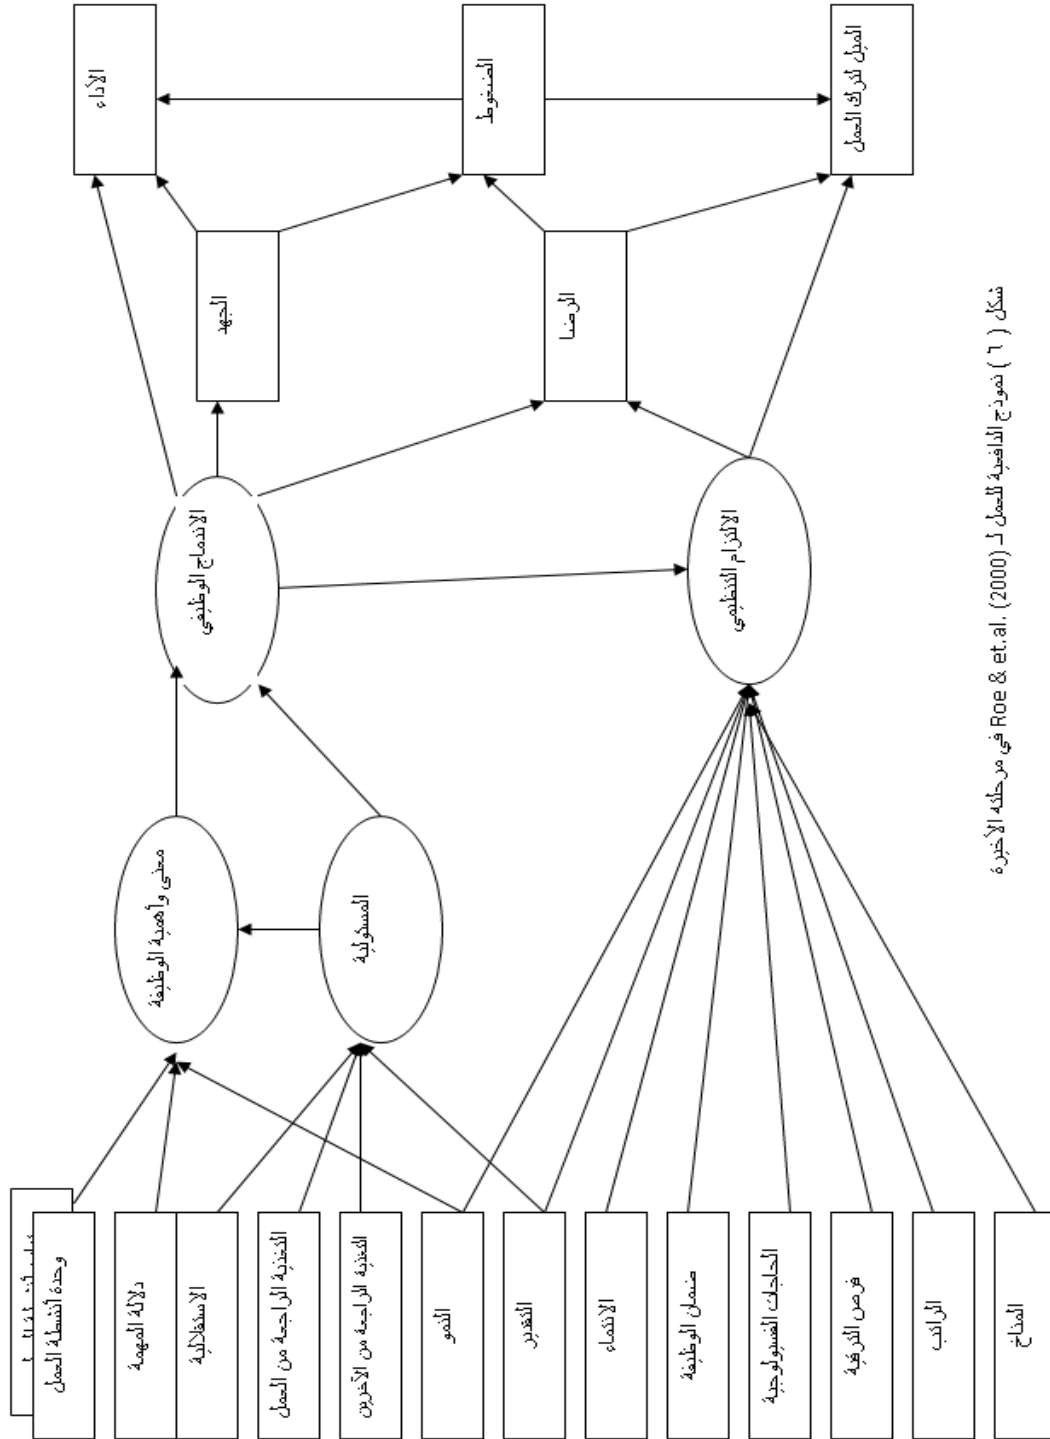 الأداء
الضغوط
الميل لترك العمل
الجهد
الرضا
الاندماج الوظيفي
الالتزام التنظيمي
معنى وأهمية الوظيفة
المسئولية
وحدة أنشطة العمل
دلالة المهمة
الاستقلالية
التغذية الراجعة من العمل
التغذية الراجعة من الآخرين
النمو
التقدير
الانتماء
ضمان الوظيفة
الحاجات الفسيولوجية
فرص الترقية
الراتب
المناخ
شكل ( ٦ ) نموذج الدافعية للعمل لـ Roe & et.al. (2000) في مرحلته الأخيرة